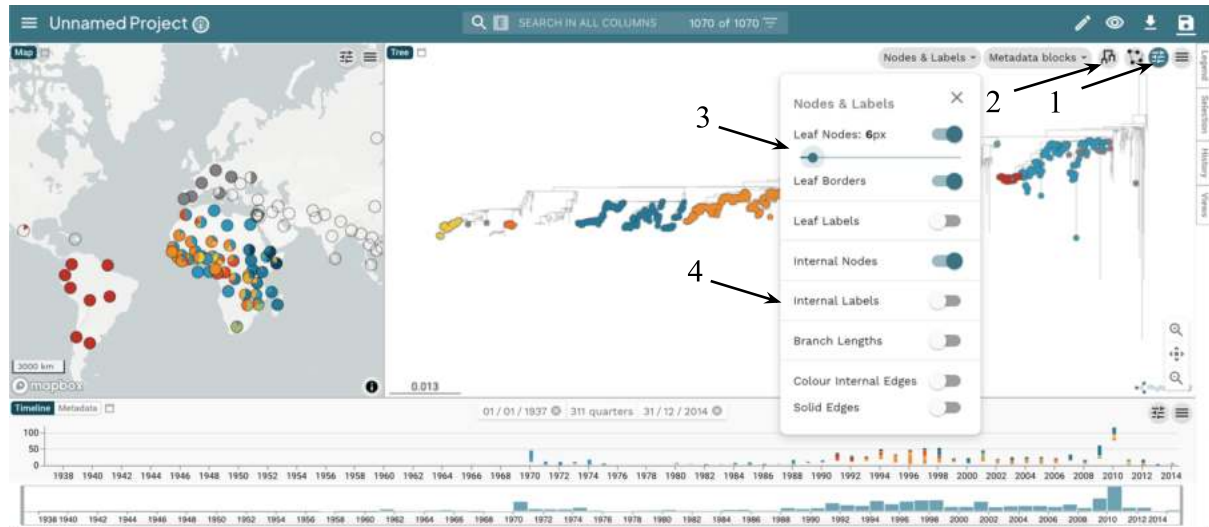 Unnamed Project
SEARCH IN ALL COLUMNS 1070 of 1070
Map
Tree
Nodes & Labels
Metadata blocks
Legend
Selection
History
Views
2
1
3
4
Nodes & Labels
Leaf Nodes: 6px
Leaf Borders
Leaf Labels
Internal Nodes
Internal Labels
Branch Lengths
Colour Internal Edges
Solid Edges
3000 km
mapbox
0.013
Timeline Metadata
01 / 01 / 1937 311 quarters 31 / 12 / 2014
100
50
0
1938 1940 1942 1944 1946 1948 1950 1952 1954 1956 1958 1960 1962 1964 1966 1968 1970 1972 1974 1976 1978 1980 1982 1984 1986 1988 1990 1992 1994 1996 1998 2000 2002 2004 2006 2008 2010 2012 2014
1938 1940 1942 1944 1946 1948 1950 1952 1954 1956 1958 1960 1962 1964 1966 1968 1970 1972 1974 1976 1978 1980 1982 1984 1986 1988 1990 1992 1994 1996 1998 2000 2002 2004 2006 2008 2010 2012 2014